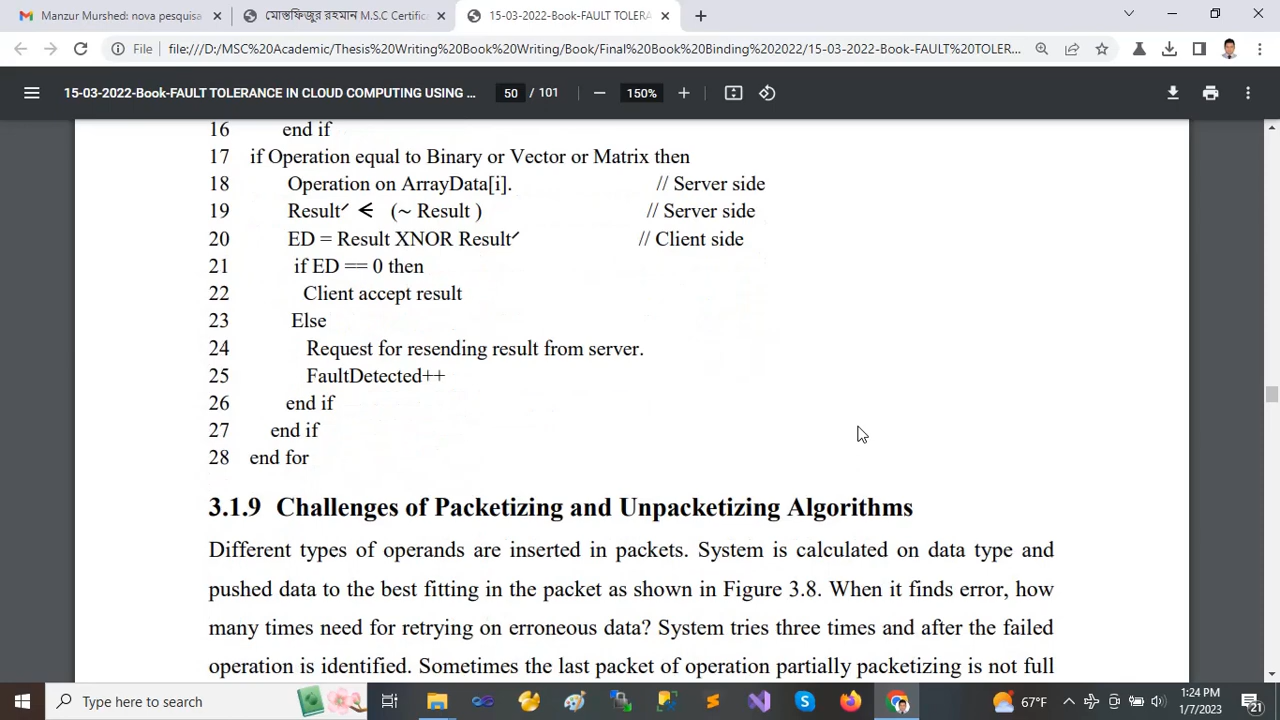 Manzur Murshed: nova pesquisa
মোস্তফিজুর রহমান M.S.C Certific
15-03-2022-Book-FAULT TOLERA
File
file:///D:/MSC%20Academic/Thesis%20Writing%20Book%20Writing/Book/Final%20Book%20Binding%202022/15-03-2022-Book-FAULT%20TOLER...
15-03-2022-Book-FAULT TOLERANCE IN CLOUD COMPUTING USING ...
50 / 101
150%
16 end if
17 if Operation equal to Binary or Vector or Matrix then
18 Operation on ArrayData[i]. // Server side
19 Result′ < (~ Result ) // Server side
20 ED = Result XNOR Result′ // Client side
21 if ED == 0 then
22 Client accept result
23 Else
24 Request for resending result from server.
25 FaultDetected++
26 end if
27 end if
28 end for
3.1.9 Challenges of Packetizing and Unpacketizing Algorithms
Different types of operands are inserted in packets. System is calculated on data type and
pushed data to the best fitting in the packet as shown in Figure 3.8. When it finds error, how
many times need for retrying on erroneous data? System tries three times and after the failed
operation is identified. Sometimes the last packet of operation partially packetizing is not full
Type here to search
67°F
1:24 PM
1/7/2023
21